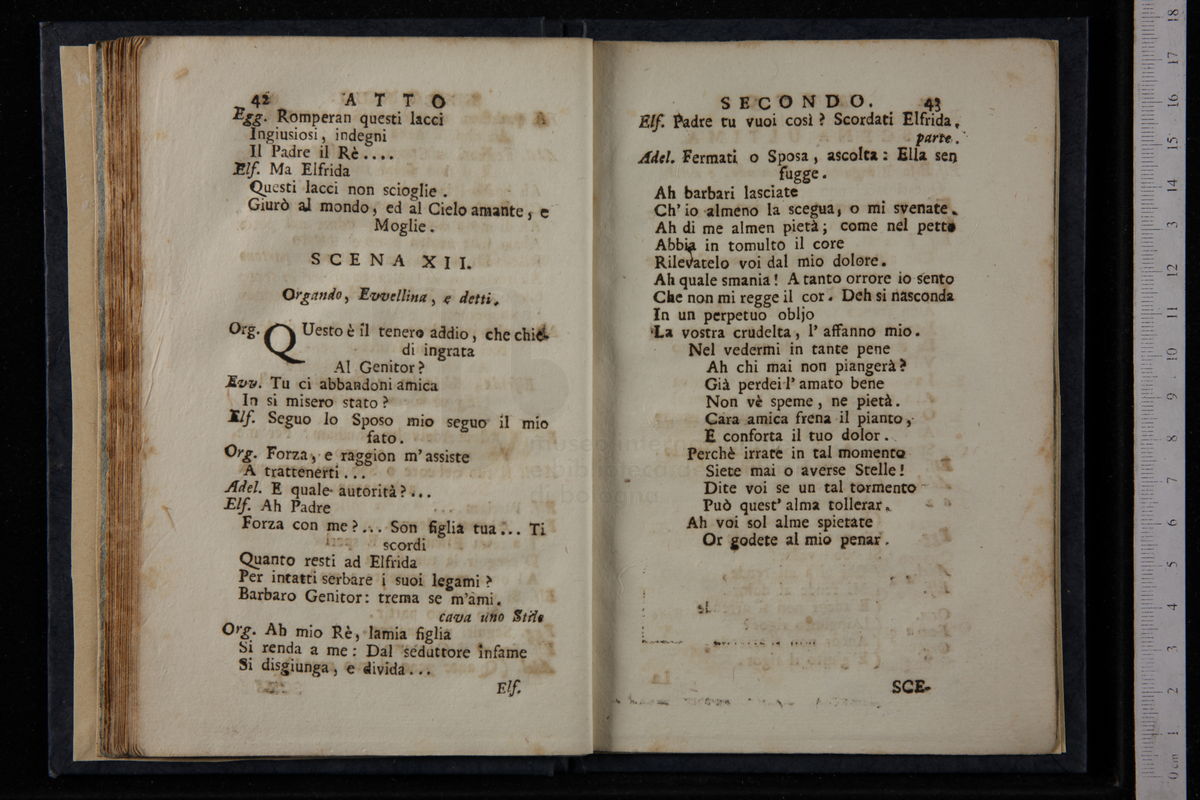 42 ATTO
Egg. Romperan questi lacci
Ingiusiosi, indegni
Il Padre il Rè....
Elf. Ma Elfrida
Questi lacci non scioglie.
Giurò al mondo, ed al Cielo amante, e
Moglie.
SCENA XII.
Orgando, Evvellina, e detti.
Org. QUesto è il tenero addio, che chie-
di ingrata
Al Genitor?
Evv. Tu ci abbandoni amica
In si misero stato?
Elf. Seguo lo Sposo mio seguo il mio
fato.
Org. Forza, e raggion m'assiste
A trattenerti...
Adel. E quale autorità?...
Elf. Ah Padre
Forza con me?... Son figlia tua... Ti
scordi
Quanto resti ad Elfrida
Per intatti serbare i suoi legami?
Barbaro Genitor: trema se m'ami.
cava uno Stile
Org. Ah mio Rè, lamia figlia
Si renda a me: Dal seduttore infame
Si disgiunga, e divida...
Elf.
SECONDO. 43
Elf. Padre tu vuoi così? Scordati Elfrida.
parte.
Adel. Fermati o Sposa, ascolta: Ella sen
fugge.
Ah barbari lasciate
Ch'io almeno la scegua, o mi svenate.
Ah di me almen pietà; come nel petto
Abbia in tomulto il core
Rilevatelo voi dal mio dolore.
Ah quale smania! A tanto orrore io sento
Che non mi regge il cor. Deh si nasconda
In un perpetuo obljo
La vostra crudelta, l'affanno mio.
Nel vedermi in tante pene
Ah chi mai non piangerà?
Già perdei l'amato bene
Non vè speme, ne pietà.
Cara amica frena il pianto,
E conforta il tuo dolor.
Perchè irrate in tal momento
Siete mai o averse Stelle!
Dite voi se un tal tormento
Può quest'alma tollerar.
Ah voi sol alme spietate
Or godete al mio penar.
SCE-
museo inter
e biblioteca de
di bologna